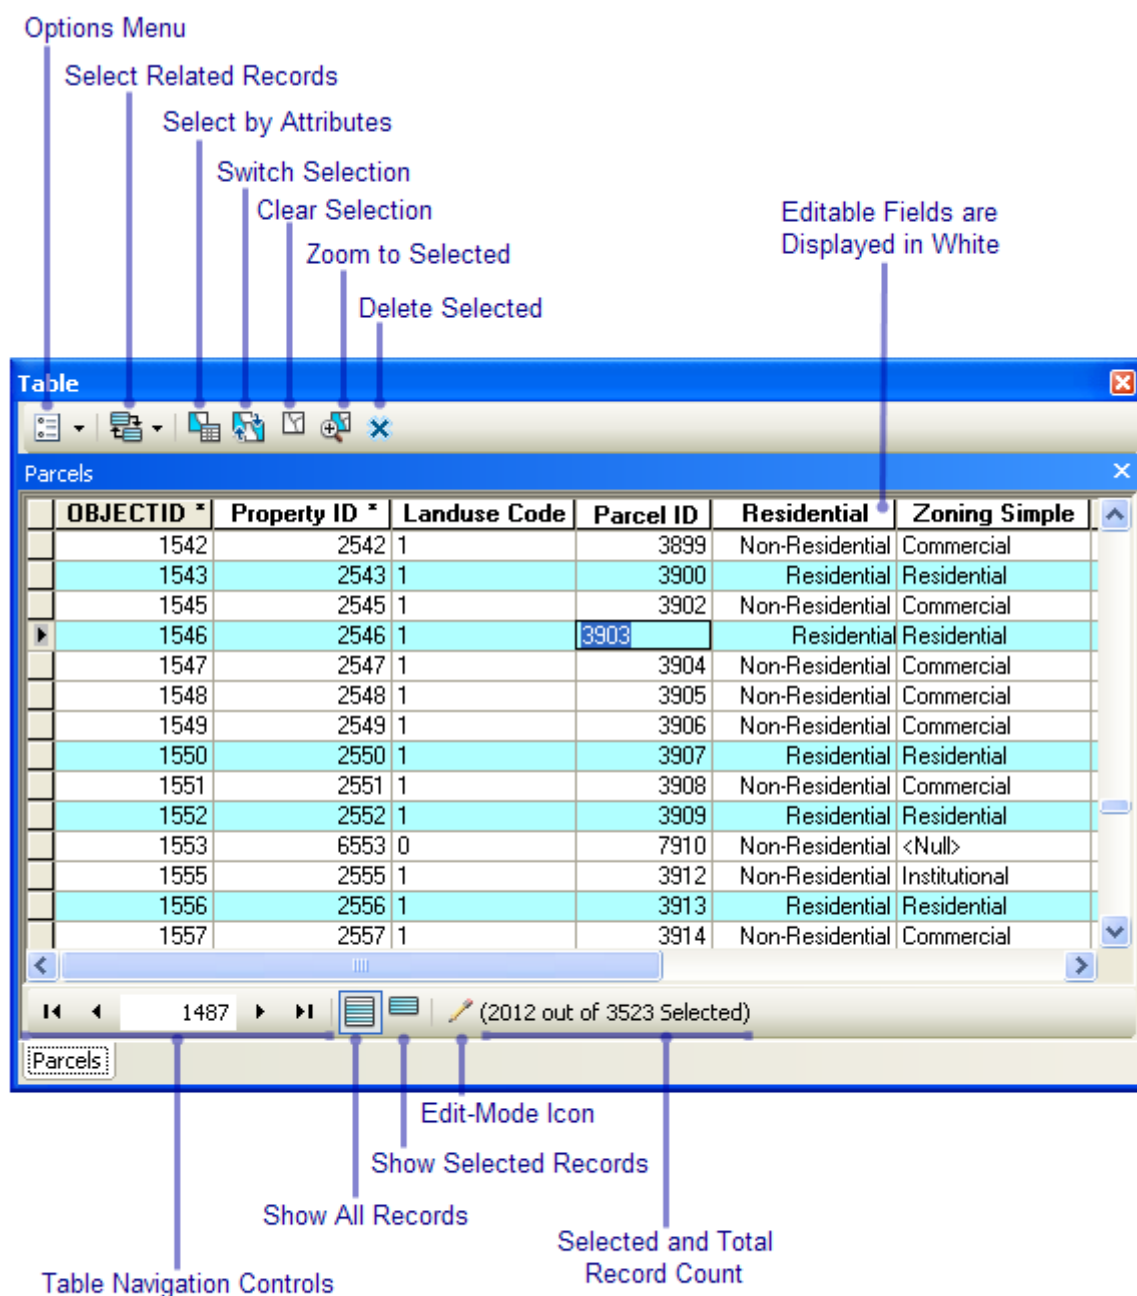 Options Menu
Select Related Records
Select by Attributes
Switch Selection
Clear Selection
Zoom to Selected
Delete Selected
Editable Fields are
Displayed in White
Table
Parcels
OBJECTID * Property ID * Landuse Code Parcel ID Residential Zoning Simple
1542 2542 1 3899 Non-Residential Commercial
1543 2543 1 3900 Residential Residential
1545 2545 1 3902 Non-Residential Commercial
1546 2546 1 3903 Residential Residential
1547 2547 1 3904 Non-Residential Commercial
1548 2548 1 3905 Non-Residential Commercial
1549 2549 1 3906 Non-Residential Commercial
1550 2550 1 3907 Residential Residential
1551 2551 1 3908 Non-Residential Commercial
1552 2552 1 3909 Residential Residential
1553 6553 0 7910 Non-Residential <Null>
1555 2555 1 3912 Non-Residential Institutional
1556 2556 1 3913 Residential Residential
1557 2557 1 3914 Non-Residential Commercial
1487 (2012 out of 3523 Selected)
Parcels
Edit-Mode Icon
Show Selected Records
Show All Records
Selected and Total
Record Count
Table Navigation Controls